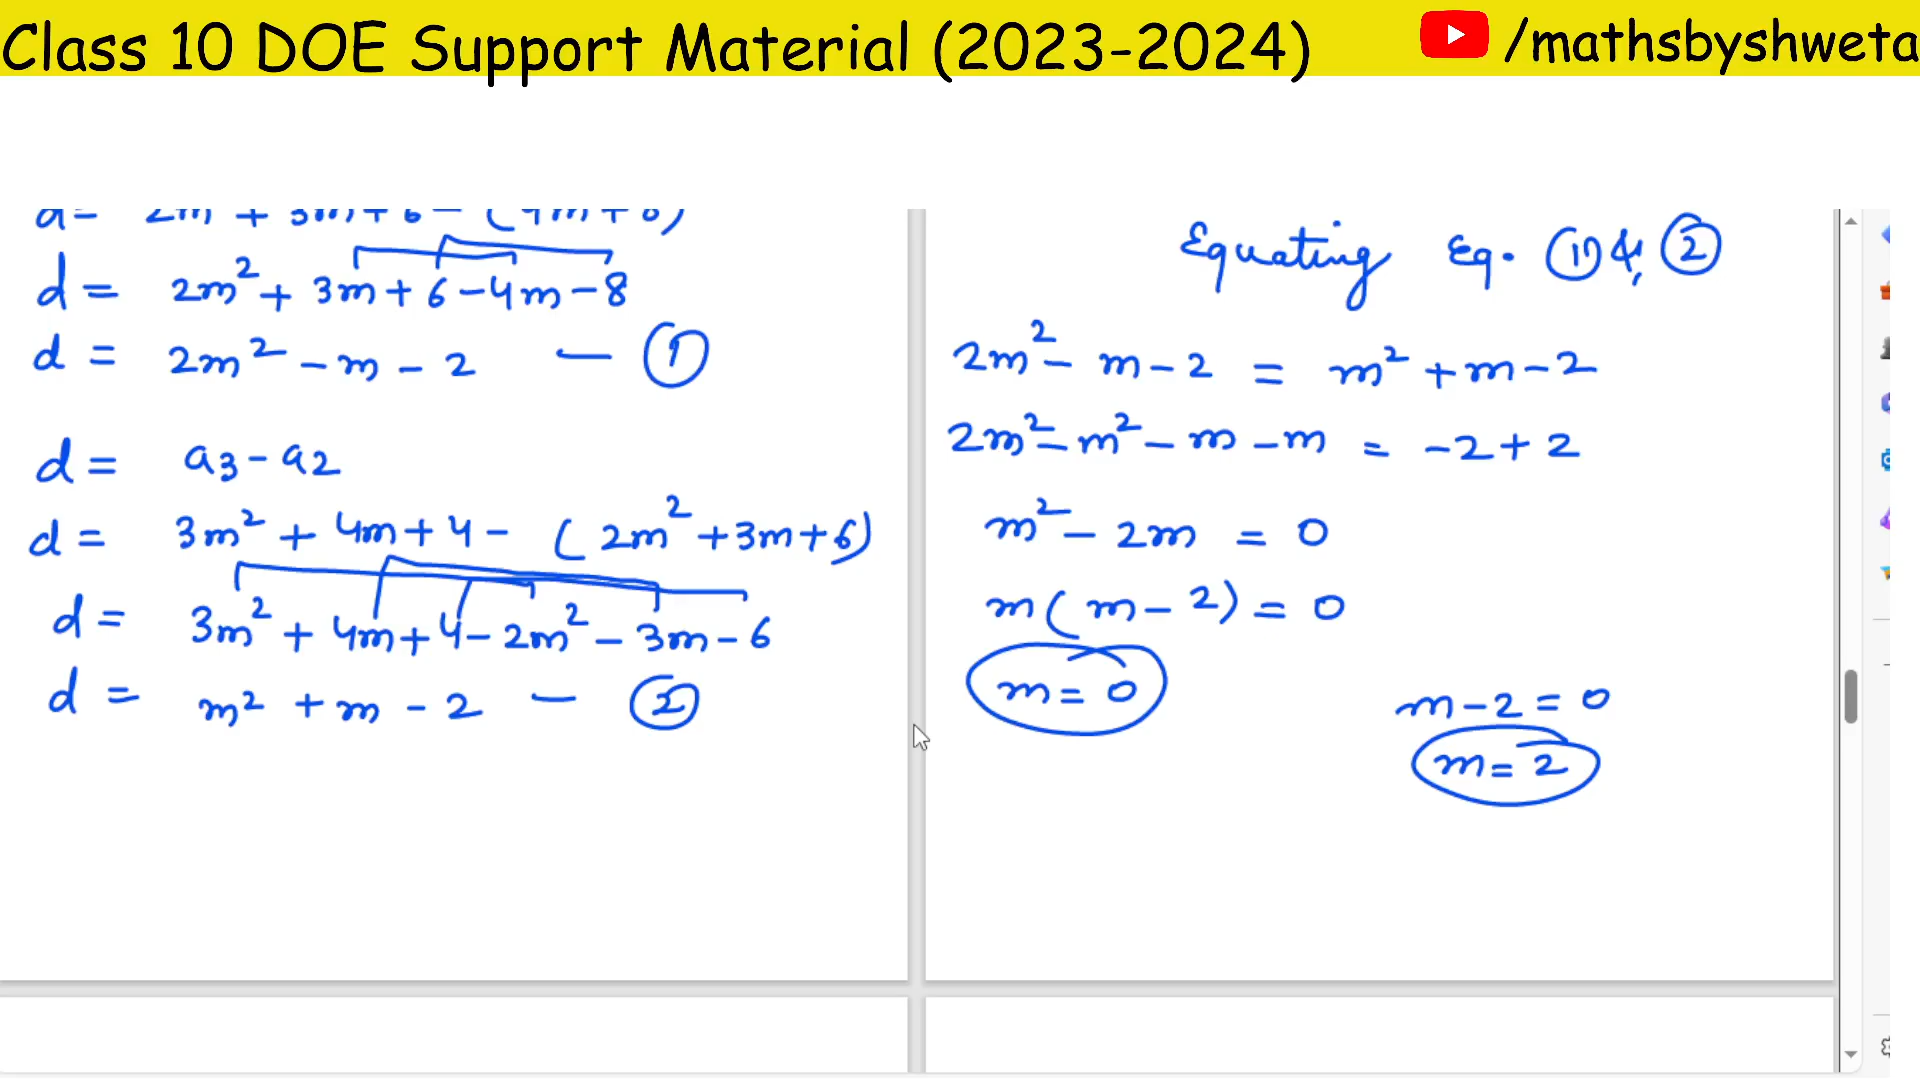 Class 10 DOE Support Material (2023-2024) /mathsbyshweta
d = 2m² + 3m + 6 - 4m - 8
d = 2m² - m - 2 — ①
d = a₃ - a₂
d = 3m² + 4m + 4 - (2m² + 3m + 6)
d = 3m² + 4m + 4 - 2m² - 3m - 6
d = m² + m - 2 — ②
Equating Eq. ① & ②
2m² - m - 2 = m² + m - 2
2m² - m² - m - m = -2 + 2
m² - 2m = 0
m(m - 2) = 0
m = 0
m - 2 = 0
m = 2